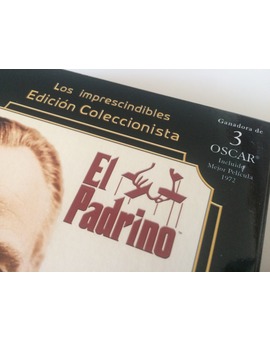 Los imprescindibles
Edición Coleccionista
Ganadora de
3
OSCAR®
Incluido
Mejor Película
1972
El
Padrino